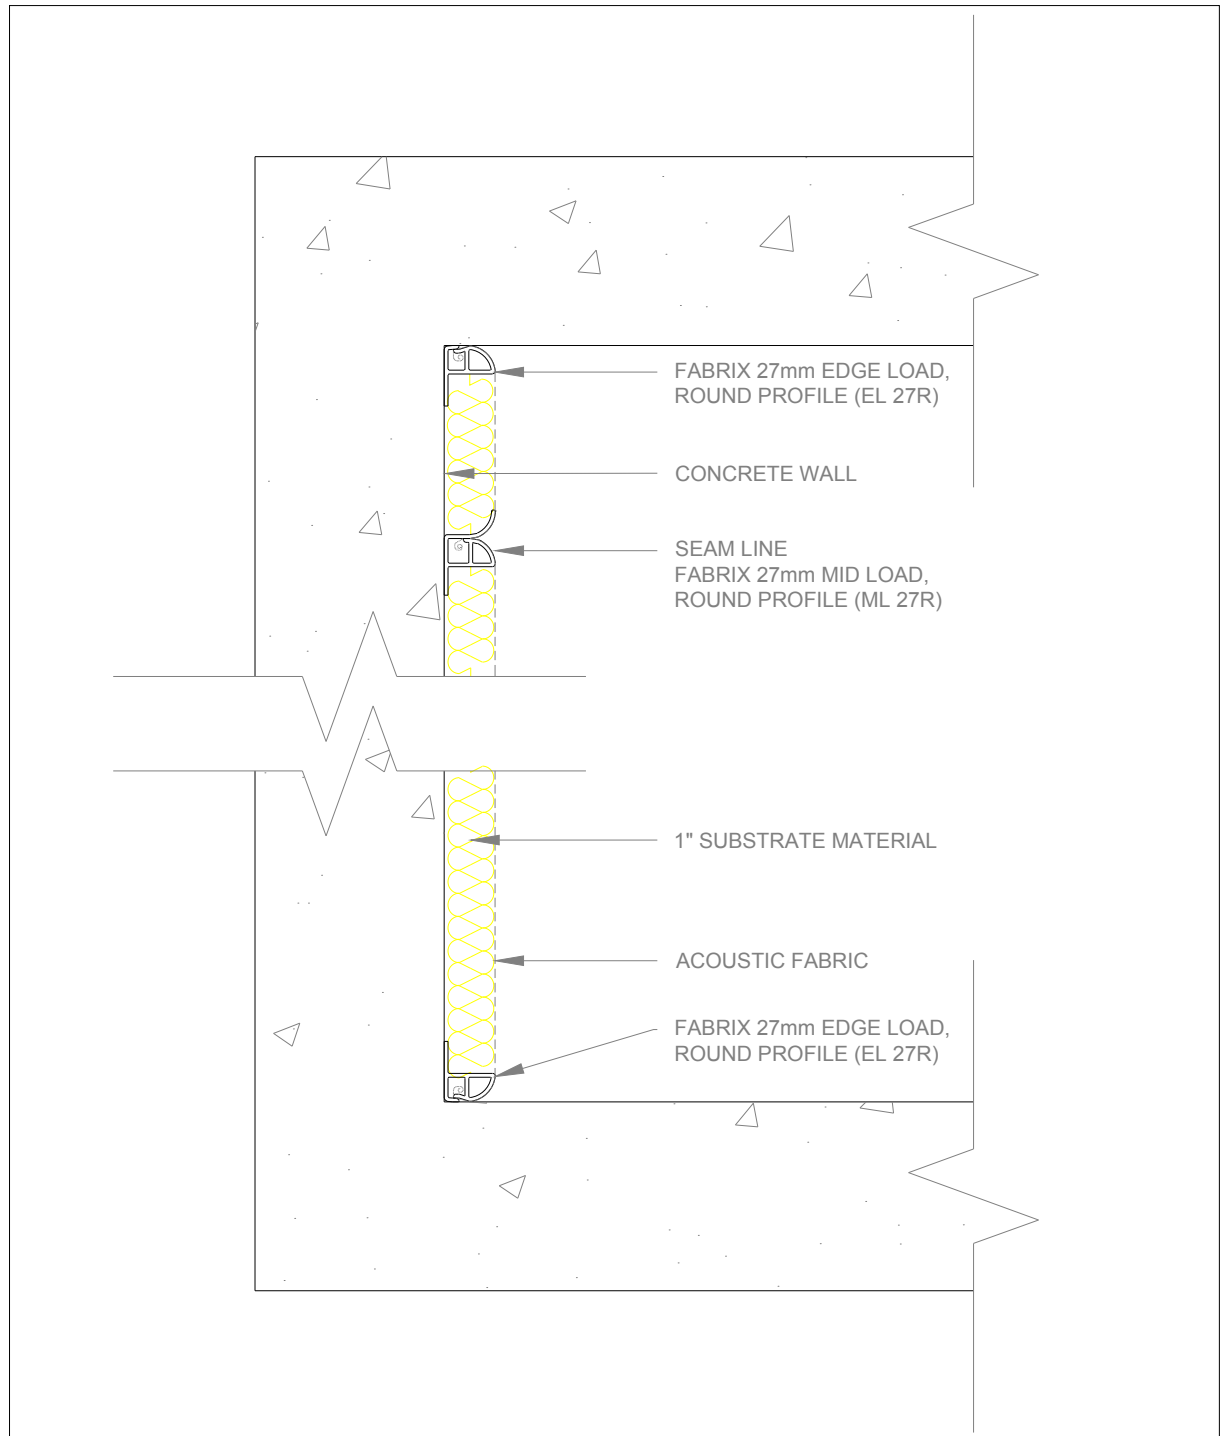 FABRIX 27mm EDGE LOAD,
ROUND PROFILE (EL 27R)
CONCRETE WALL
SEAM LINE
FABRIX 27mm MID LOAD,
ROUND PROFILE (ML 27R)
1" SUBSTRATE MATERIAL
ACOUSTIC FABRIC
FABRIX 27mm EDGE LOAD,
ROUND PROFILE (EL 27R)